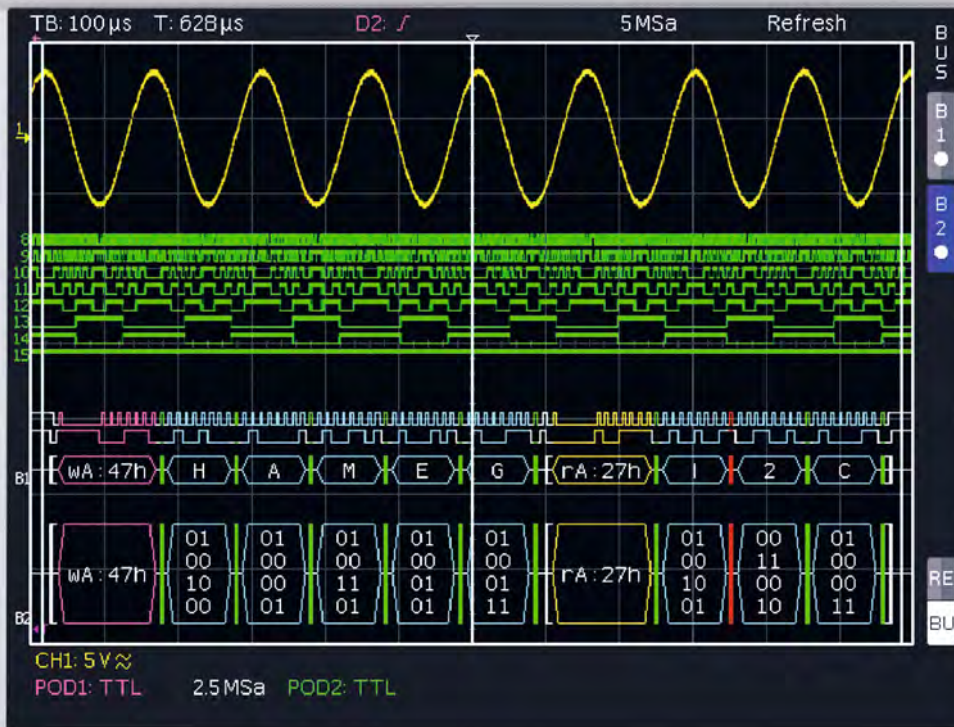 TB: 100µs T: 628µs D2: 5MSa Refresh
BUS
B1
B2
1
8
9
10
11
12
13
14
15
B1 wA:47h H A M E G rA:27h I 2 C
B2 wA:47h 01 00 10 00 01 00 00 01 01 00 11 01 01 00 01 01 01 00 01 11 rA:27h 01 00 10 01 00 11 00 10 01 00 00 11
RE
BU
CH1: 5V
POD1: TTL 2.5MSa POD2: TTL